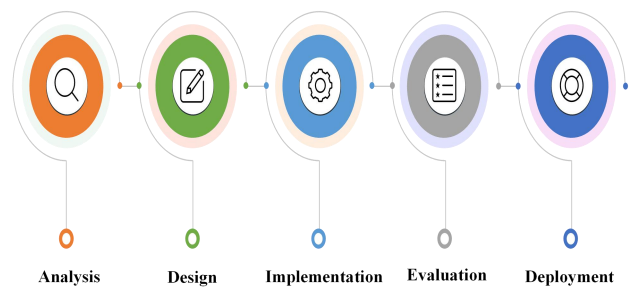 Analysis
Design
Implementation
Evaluation
Deployment